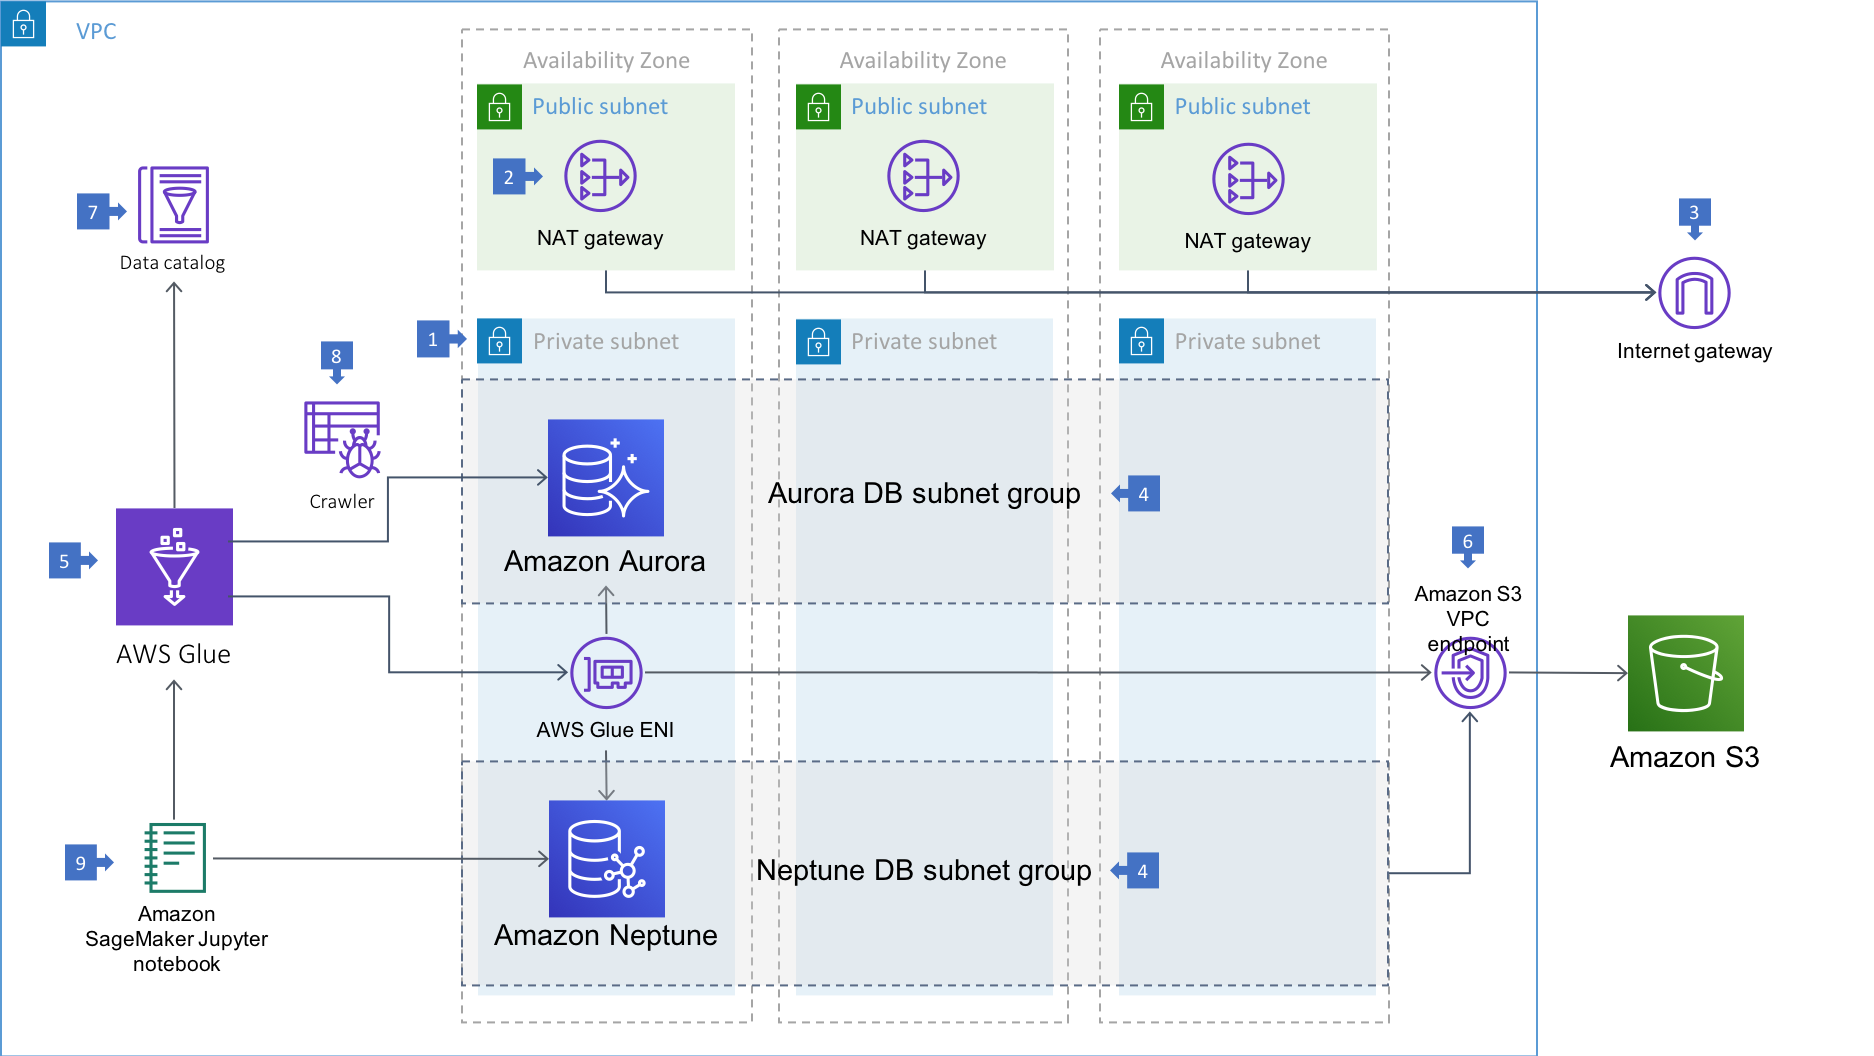 VPC
Availability Zone
Availability Zone
Availability Zone
Public subnet
Public subnet
Public subnet
2
NAT gateway
NAT gateway
NAT gateway
7
Data catalog
3
Internet gateway
1
Private subnet
Private subnet
Private subnet
8
Crawler
Amazon Aurora
Aurora DB subnet group
4
5
AWS Glue
6
Amazon S3
VPC
endpoint
AWS Glue ENI
Amazon S3
9
Amazon
SageMaker Jupyter
notebook
Amazon Neptune
Neptune DB subnet group
4